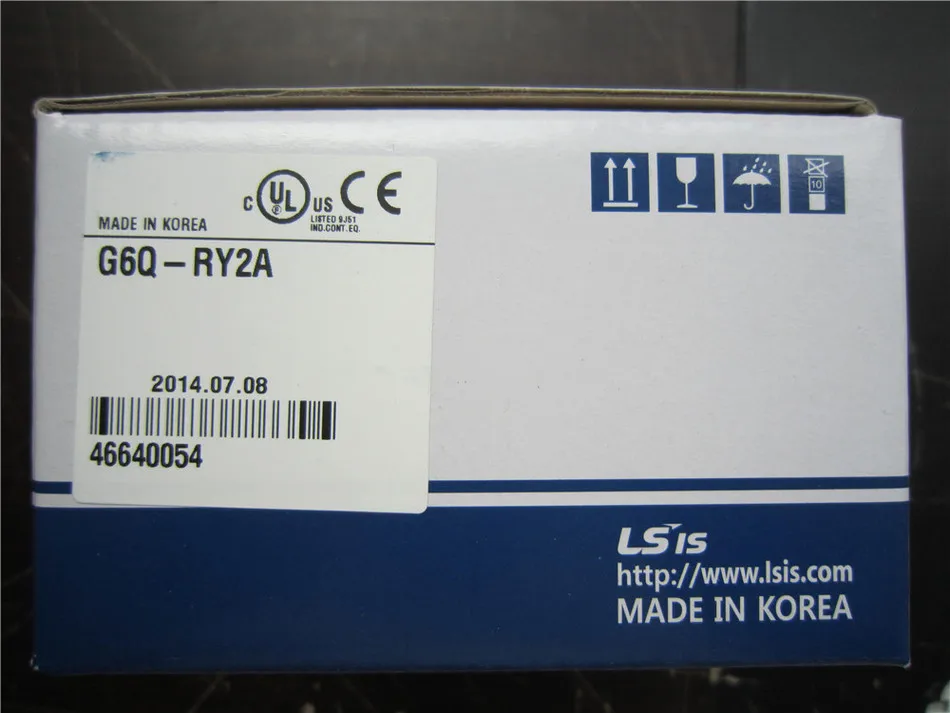 C UL US CE
LISTED 9J51
IND.CONT.EQ.
MADE IN KOREA
G6Q-RY2A
2014.07.08
46640054
10
LSIS
http://www.lsis.com
MADE IN KOREA